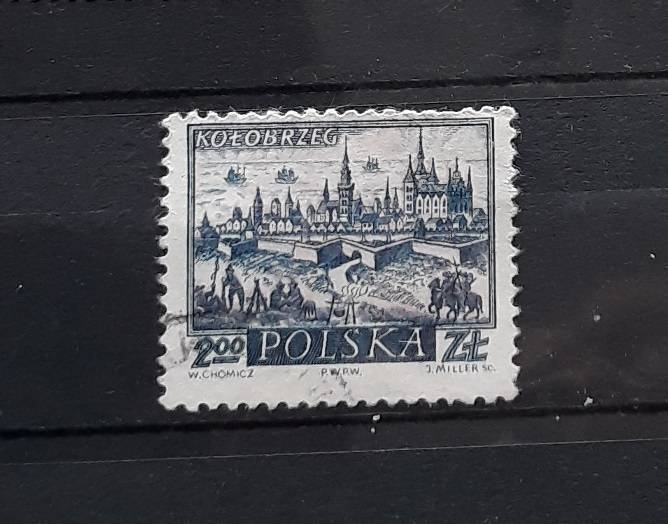 KOŁOBRZEG
2.00 POLSKA ZŁ
W. CHOMICZ P.W.P.W. J. MILLER SC.